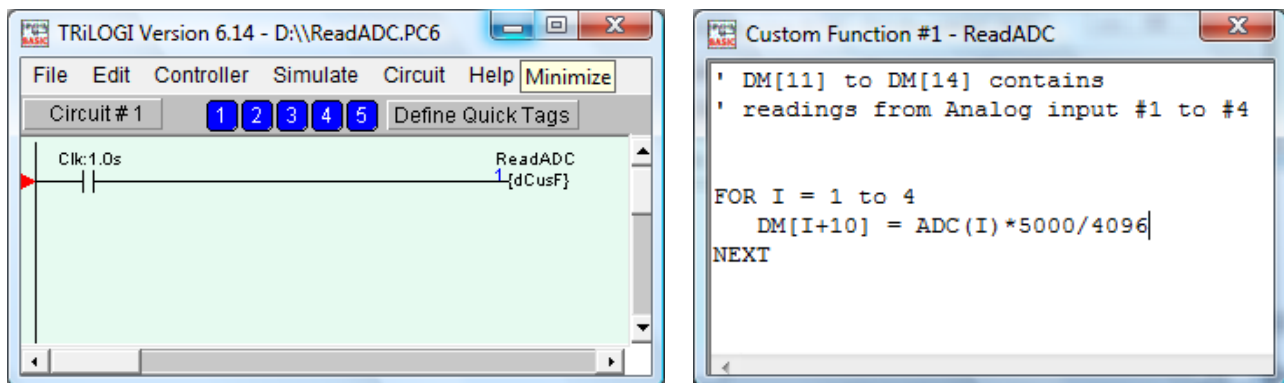 TRiLOGI Version 6.14 - D:\\ReadADC.PC6
File Edit Controller Simulate Circuit Help Minimize
Circuit # 1 1 2 3 4 5 Define Quick Tags
Clk:1.0s ReadADC
1 {dCusF}
Custom Function #1 - ReadADC
' DM[11] to DM[14] contains
' readings from Analog input #1 to #4
FOR I = 1 to 4
DM[I+10] = ADC(I)*5000/4096
NEXT